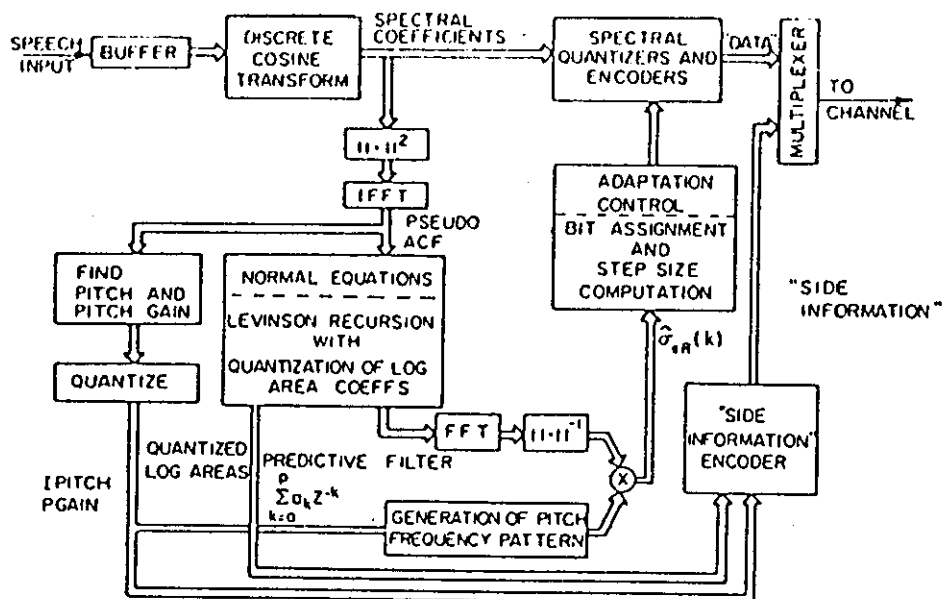 SPEECH
INPUT
BUFFER
DISCRETE
COSINE
TRANSFORM
SPECTRAL
COEFFICIENTS
SPECTRAL
QUANTIZERS AND
ENCODERS
"DATA"
MULTIPLEXER
TO
CHANNEL
||·||²
IFFT
PSEUDO
ACF
FIND
PITCH AND
PITCH GAIN
QUANTIZE
NORMAL EQUATIONS
LEVINSON RECURSION
WITH
QUANTIZATION OF LOG
AREA COEFFS
ADAPTATION
CONTROL
BIT ASSIGNMENT
AND
STEP SIZE
COMPUTATION
"SIDE
INFORMATION"
FFT
||·||⁻¹
X
"SIDE
INFORMATION"
ENCODER
QUANTIZED
LOG AREAS
PREDICTIVE FILTER
p
Σ
k=0
IPITCH
PGAIN
GENERATION OF PITCH
FREQUENCY PATTERN